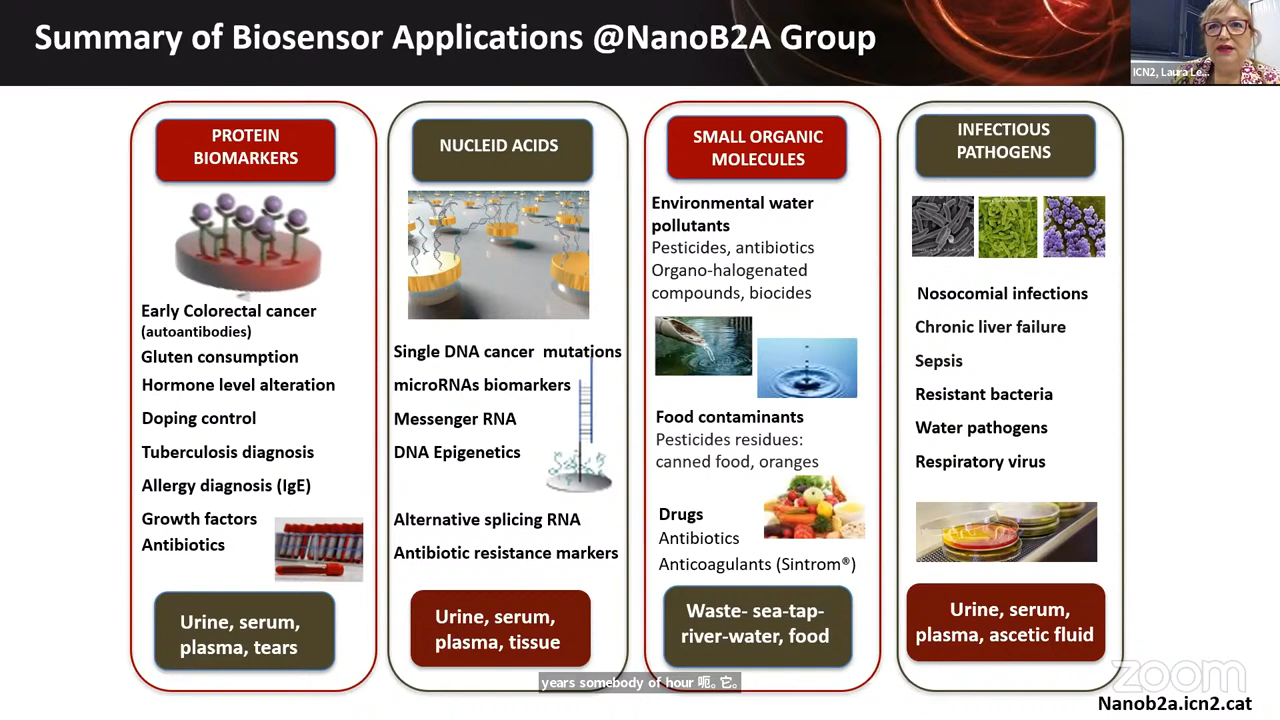 Summary of Biosensor Applications @NanoB2A Group
ICN2, Laura Le...
PROTEIN
BIOMARKERS
Early Colorectal cancer
(autoantibodies)
Gluten consumption
Hormone level alteration
Doping control
Tuberculosis diagnosis
Allergy diagnosis (IgE)
Growth factors
Antibiotics
Urine, serum,
plasma, tears
NUCLEID ACIDS
Single DNA cancer mutations
microRNAs biomarkers
Messenger RNA
DNA Epigenetics
Alternative splicing RNA
Antibiotic resistance markers
Urine, serum,
plasma, tissue
SMALL ORGANIC
MOLECULES
Environmental water
pollutants
Pesticides, antibiotics
Organo-halogenated
compounds, biocides
Food contaminants
Pesticides residues:
canned food, oranges
Drugs
Antibiotics
Anticoagulants (Sintrom®)
Waste- sea-tap-
river-water, food
INFECTIOUS
PATHOGENS
Nosocomial infections
Chronic liver failure
Sepsis
Resistant bacteria
Water pathogens
Respiratory virus
Urine, serum,
plasma, ascetic fluid
years somebody of hour 呃。它。
zoom
Nanob2a.icn2.cat